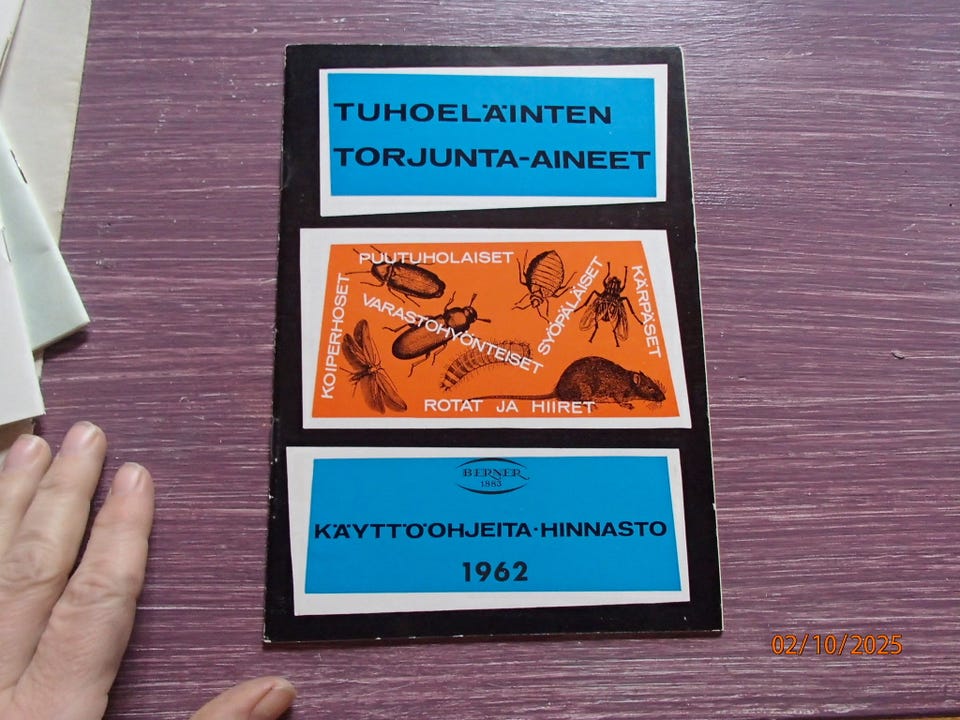 TUHOELÄINTEN
TORJUNTA-AINEET
PUUTUHOLAISET
KOIPERHOSET
VARASTOHYÖNTEISET
SYÖPÄLÄISET
KÄRPÄSET
ROTAT JA HIIRET
BERNER
1883
KÄYTTÖOHJEITA-HINNASTO
1962
02/10/2025